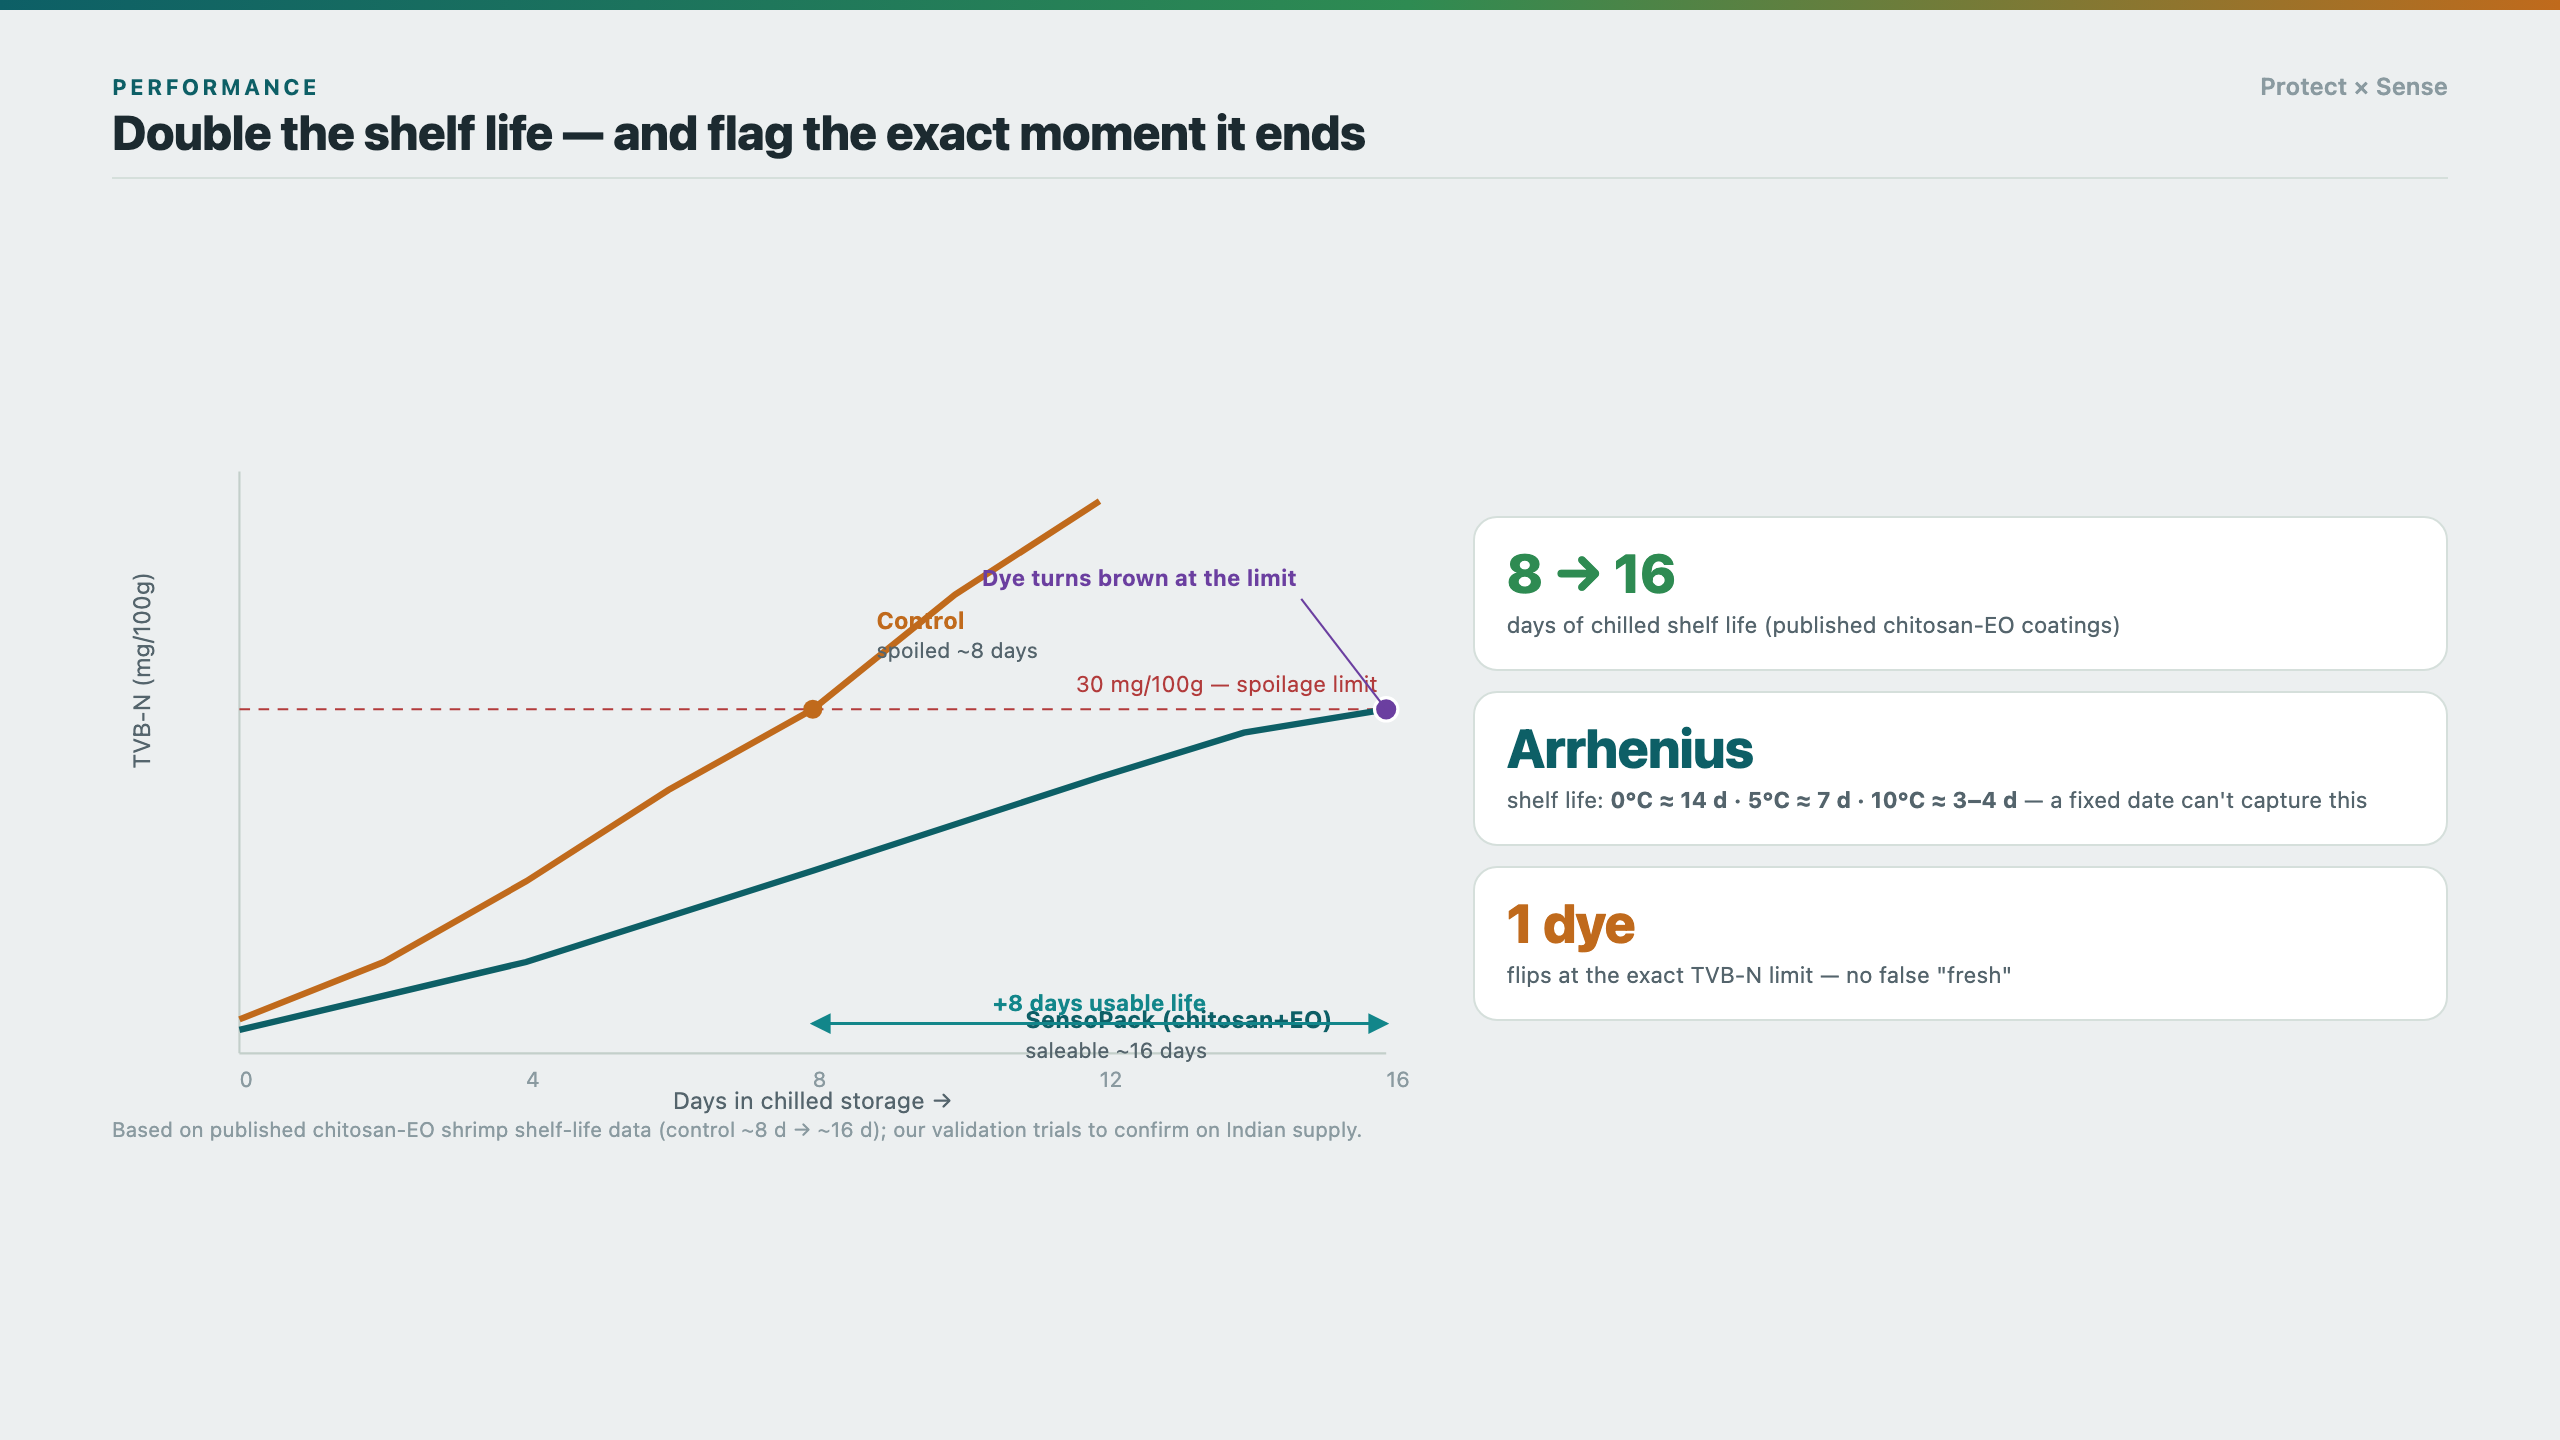 PERFORMANCE
Protect × Sense
Double the shelf life — and flag the exact moment it ends
TVB-N (mg/100g)
Dye turns brown at the limit
Control
spoiled ~8 days
30 mg/100g — spoilage limit
+8 days usable life
SensoPack (chitosan+EO)
saleable ~16 days
0 4 8 12 16
Days in chilled storage →
Based on published chitosan-EO shrimp shelf-life data (control ~8 d → ~16 d); our validation trials to confirm on Indian supply.
8 → 16
days of chilled shelf life (published chitosan-EO coatings)
Arrhenius
shelf life: 0°C ≈ 14 d · 5°C ≈ 7 d · 10°C ≈ 3–4 d — a fixed date can't capture this
1 dye
flips at the exact TVB-N limit — no false "fresh"